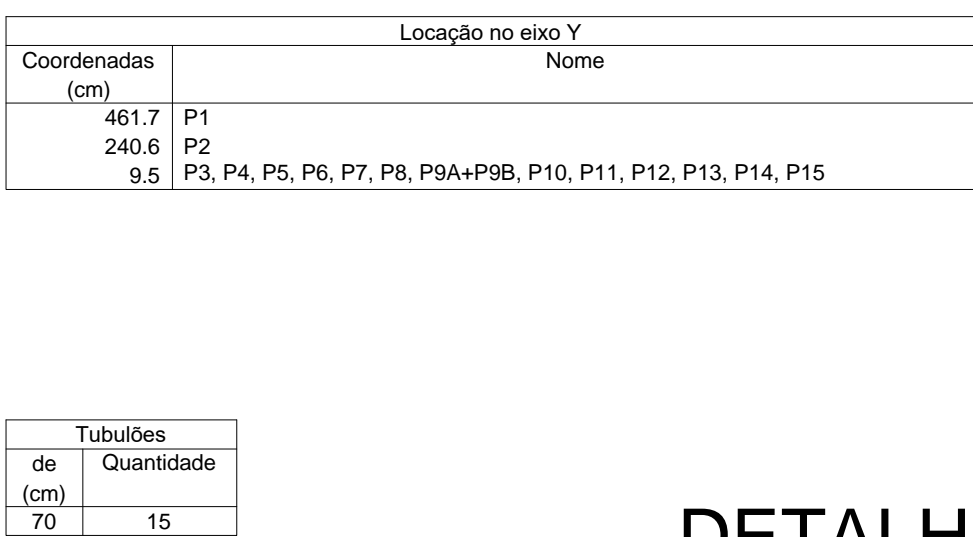 Locação no eixo Y
Coordenadas Nome
(cm)
461.7 P1
240.6 P2
9.5 P3, P4, P5, P6, P7, P8, P9A+P9B, P10, P11, P12, P13, P14, P15
Tubulões
de Quantidade
(cm)
70 15
DETALH